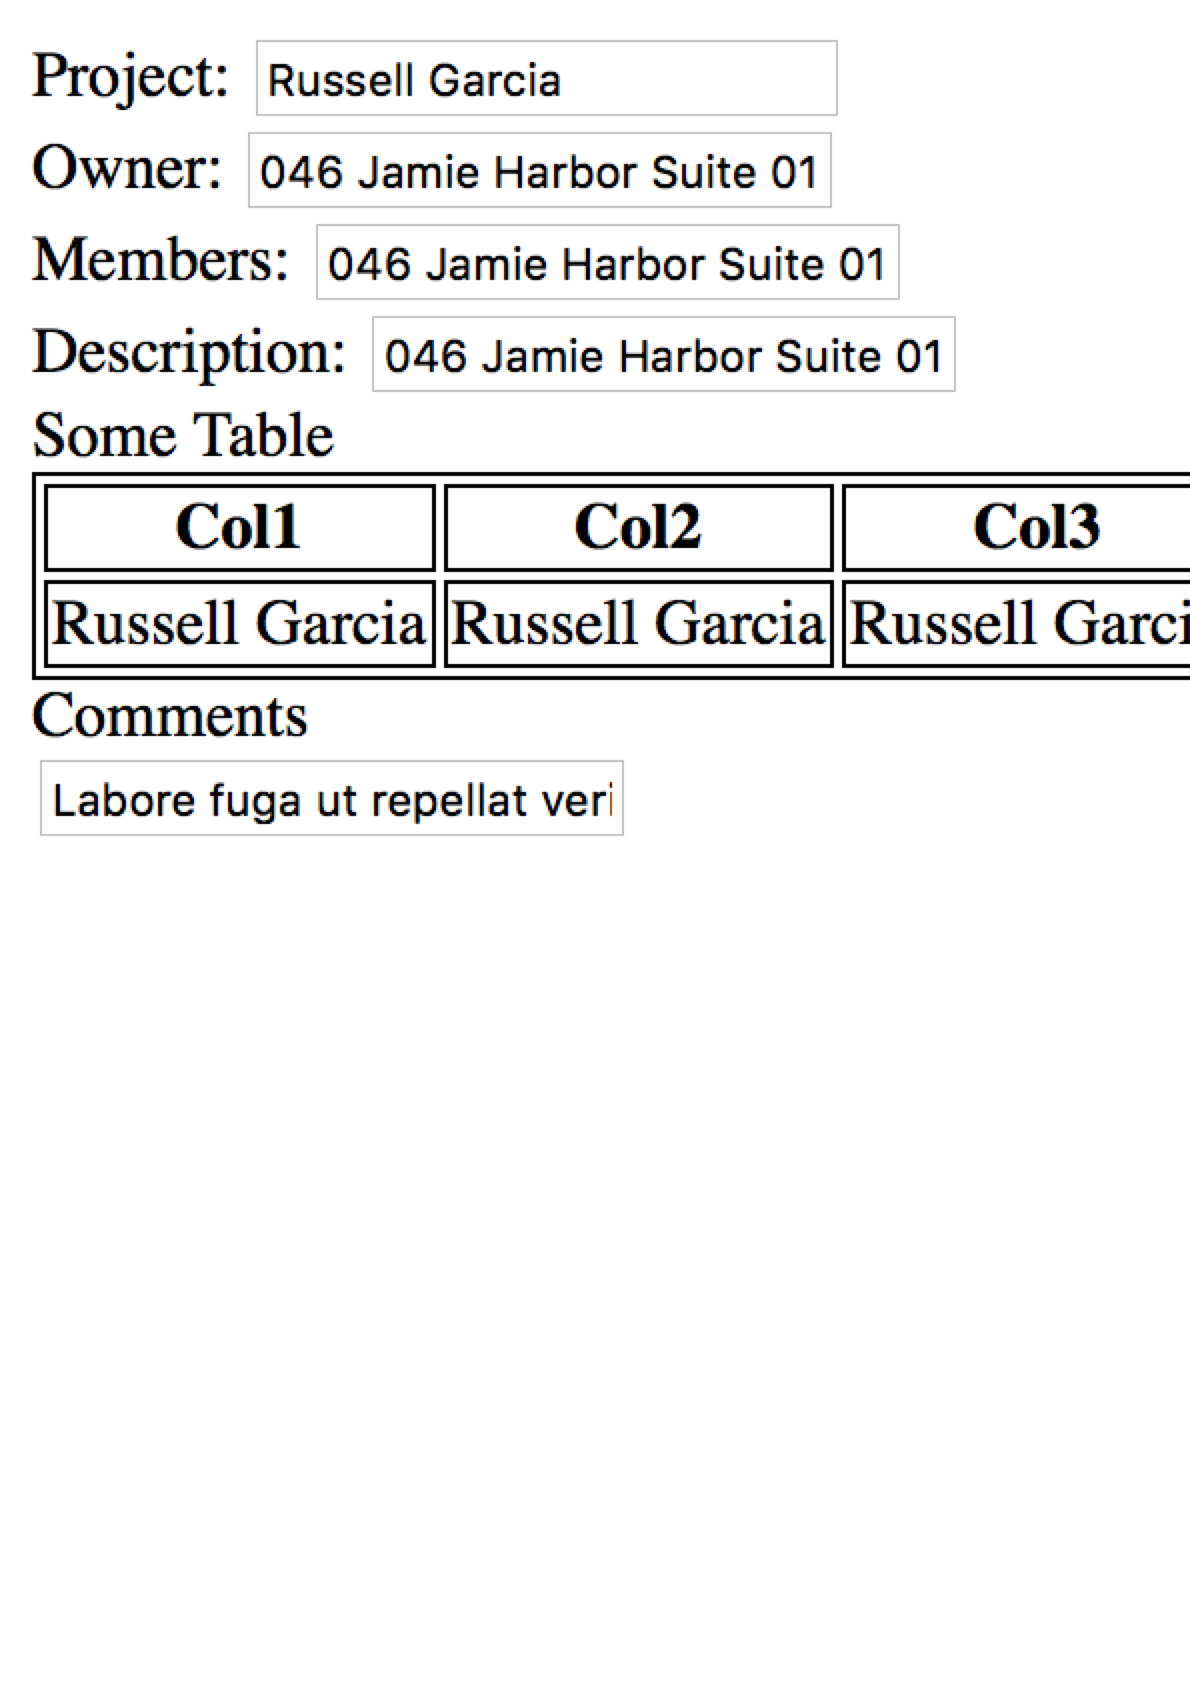 Project: Russell Garcia
Owner: 046 Jamie Harbor Suite 01
Members: 046 Jamie Harbor Suite 01
Description: 046 Jamie Harbor Suite 01
Some Table
Col1 Col2 Col3
Russell Garcia Russell Garcia Russell Garci
Comments
Labore fuga ut repellat veri